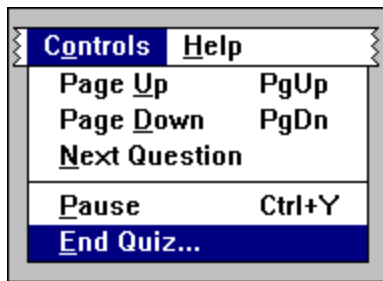 Controls Help
Page Up PgUp
Page Down PgDn
Next Question
Pause Ctrl+Y
End Quiz...